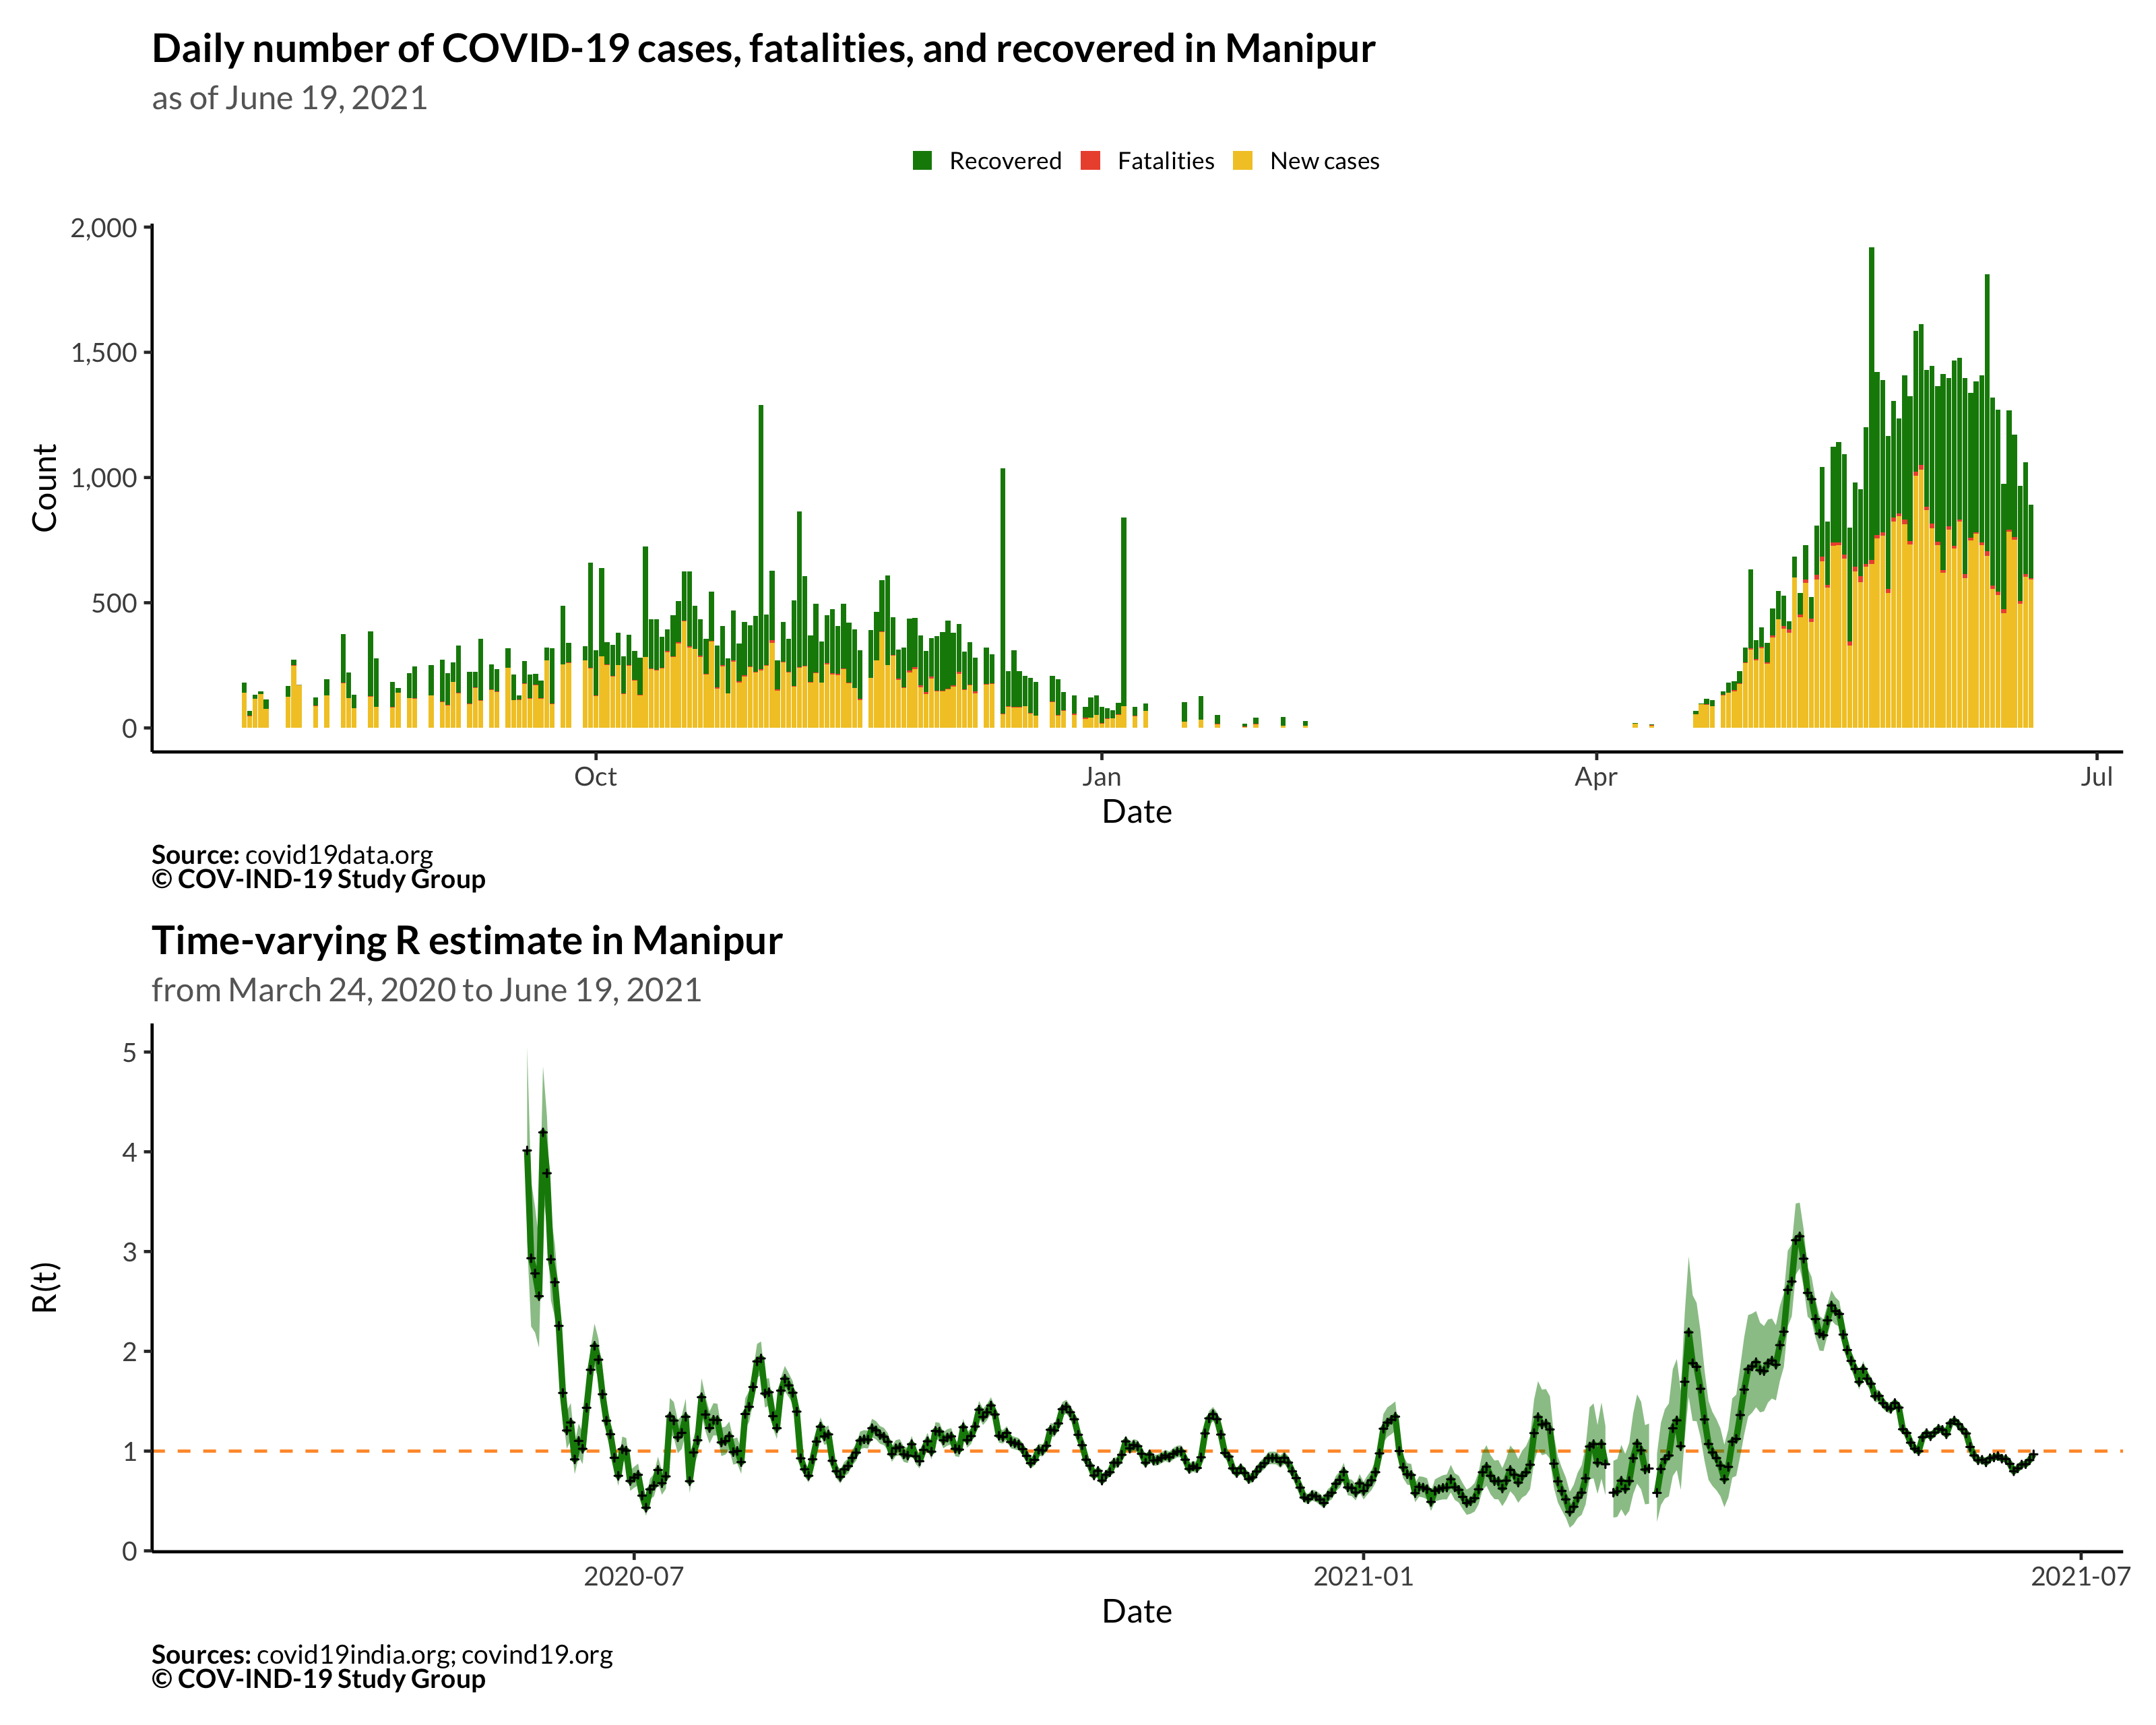 Daily number of COVID-19 cases, fatalities, and recovered in Manipur
as of June 19, 2021
Recovered Fatalities New cases
2,000
1,500
1,000
500
0
Count
Oct Jan Apr Jul
Date
Source: covid19data.org
© COV-IND-19 Study Group
Time-varying R estimate in Manipur
from March 24, 2020 to June 19, 2021
5
4
3
2
1
0
R(t)
2020-07 2021-01 2021-07
Date
Sources: covid19india.org; covind19.org
© COV-IND-19 Study Group